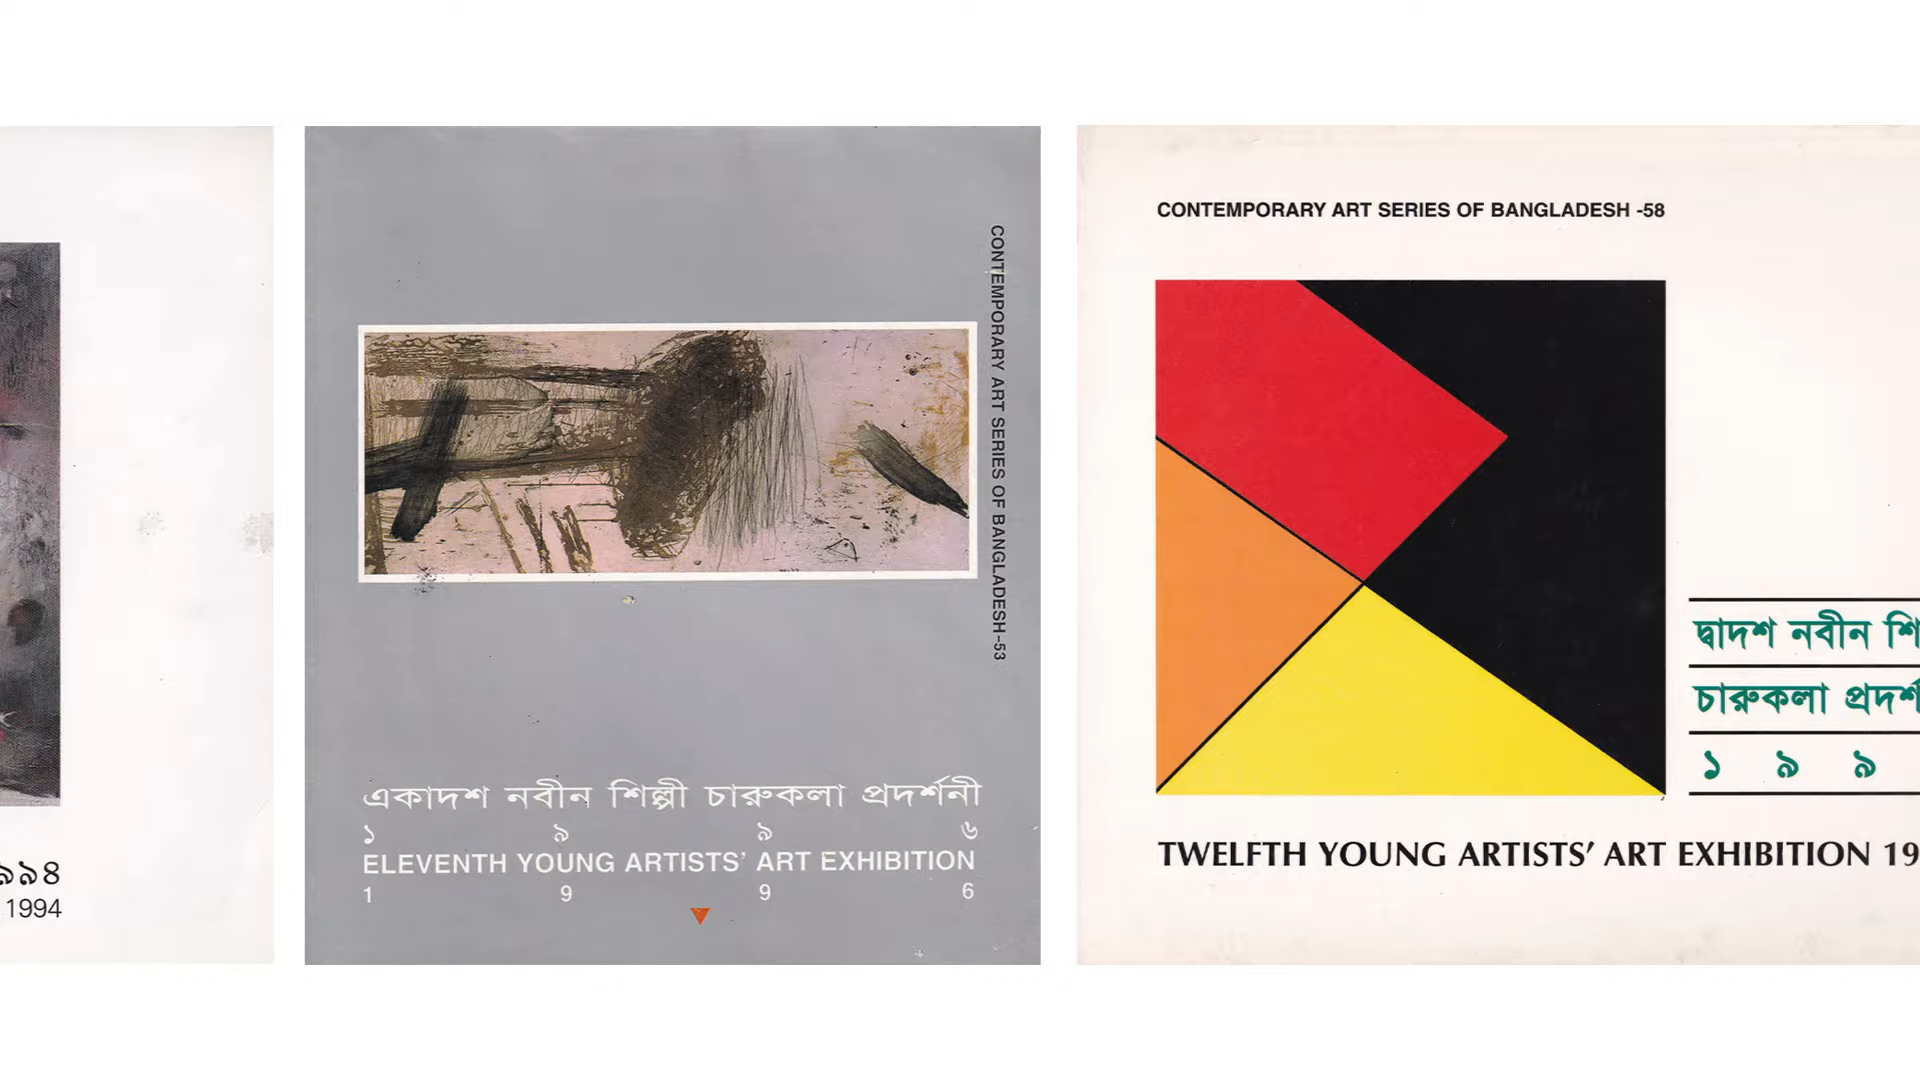 ১৯৯৪
1994
CONTEMPORARY ART SERIES OF BANGLADESH-53
একাদশ নবীন শিল্পী চারুকলা প্রদর্শনী
১ ৯ ৯ ৬
ELEVENTH YOUNG ARTISTS’ ART EXHIBITION
1 9 9 6
CONTEMPORARY ART SERIES OF BANGLADESH -58
দ্বাদশ নবীন
চারুকলা
১ ৯ ৯
TWELFTH YOUNG ARTISTS’ ART EXHIBITION 19